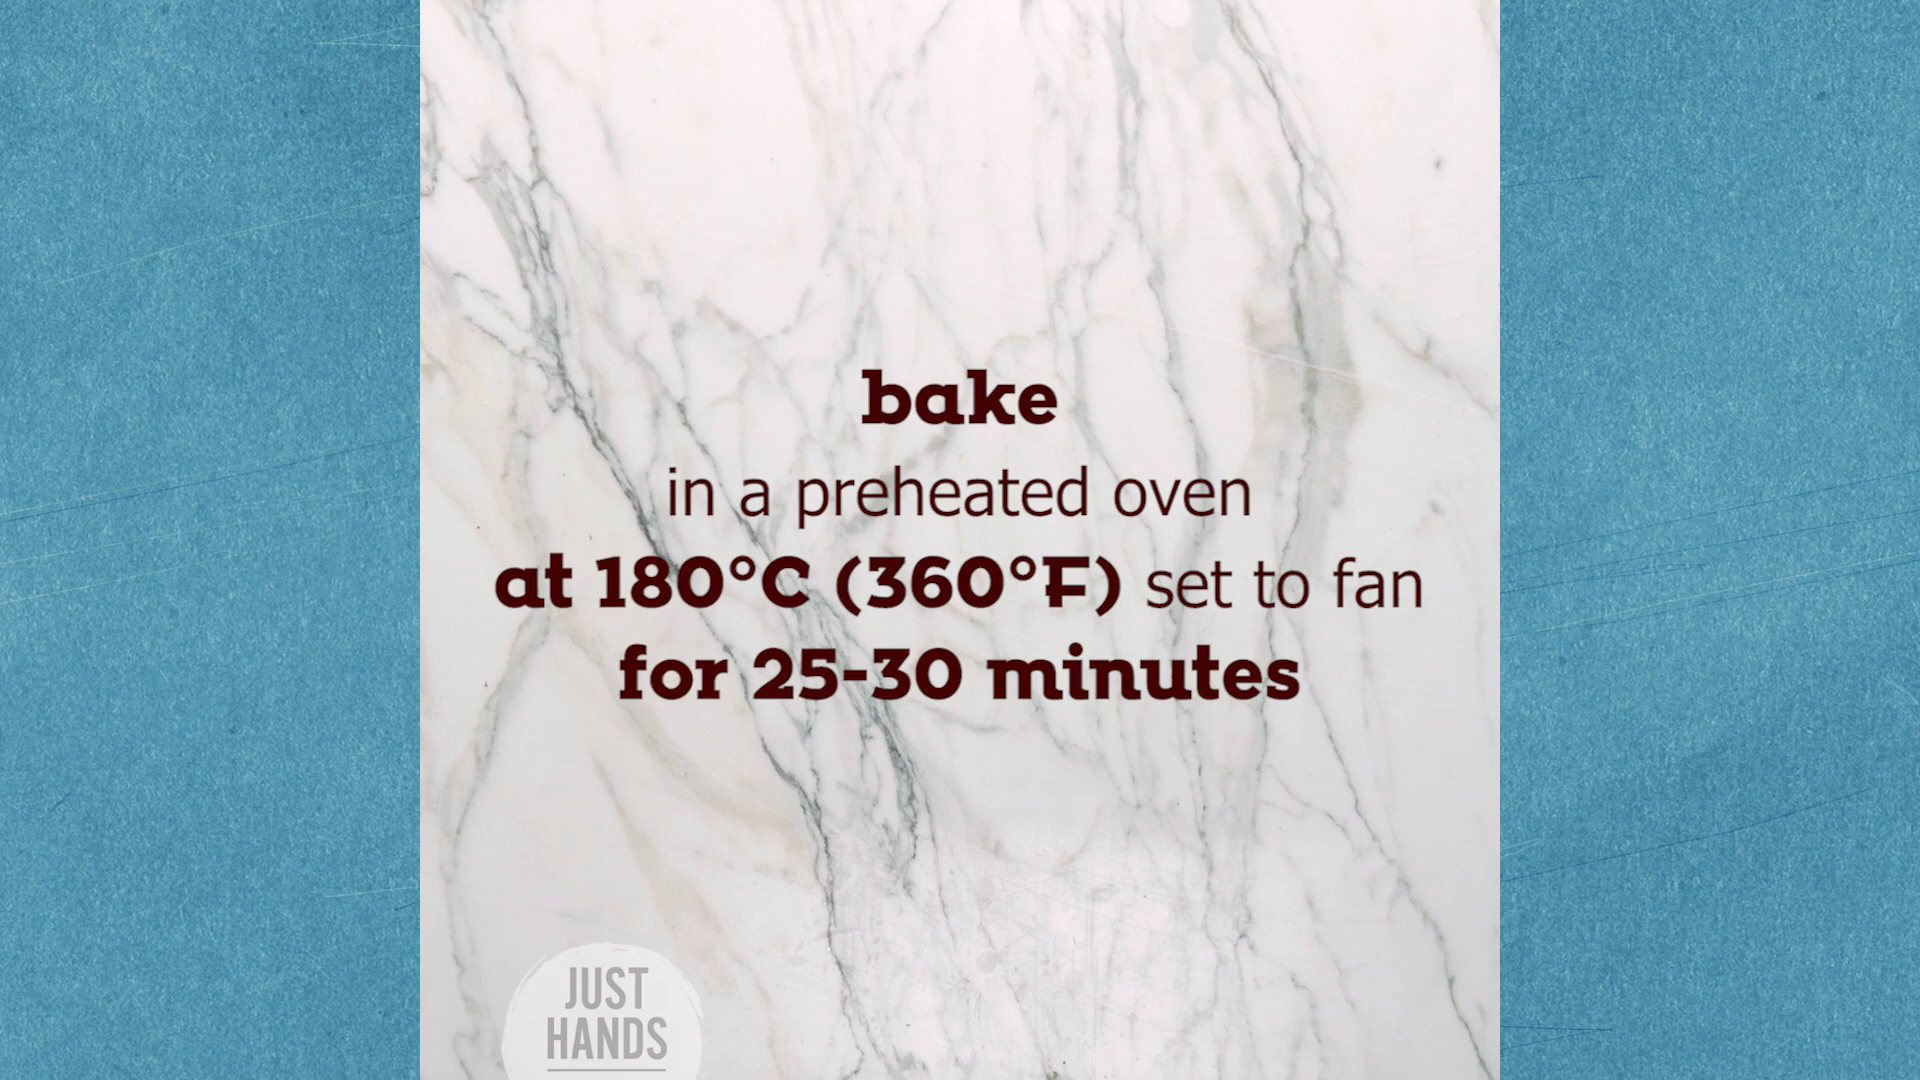 bake
in a preheated oven
at 180°C (360°F) set to fan
for 25-30 minutes
JUST
HANDS